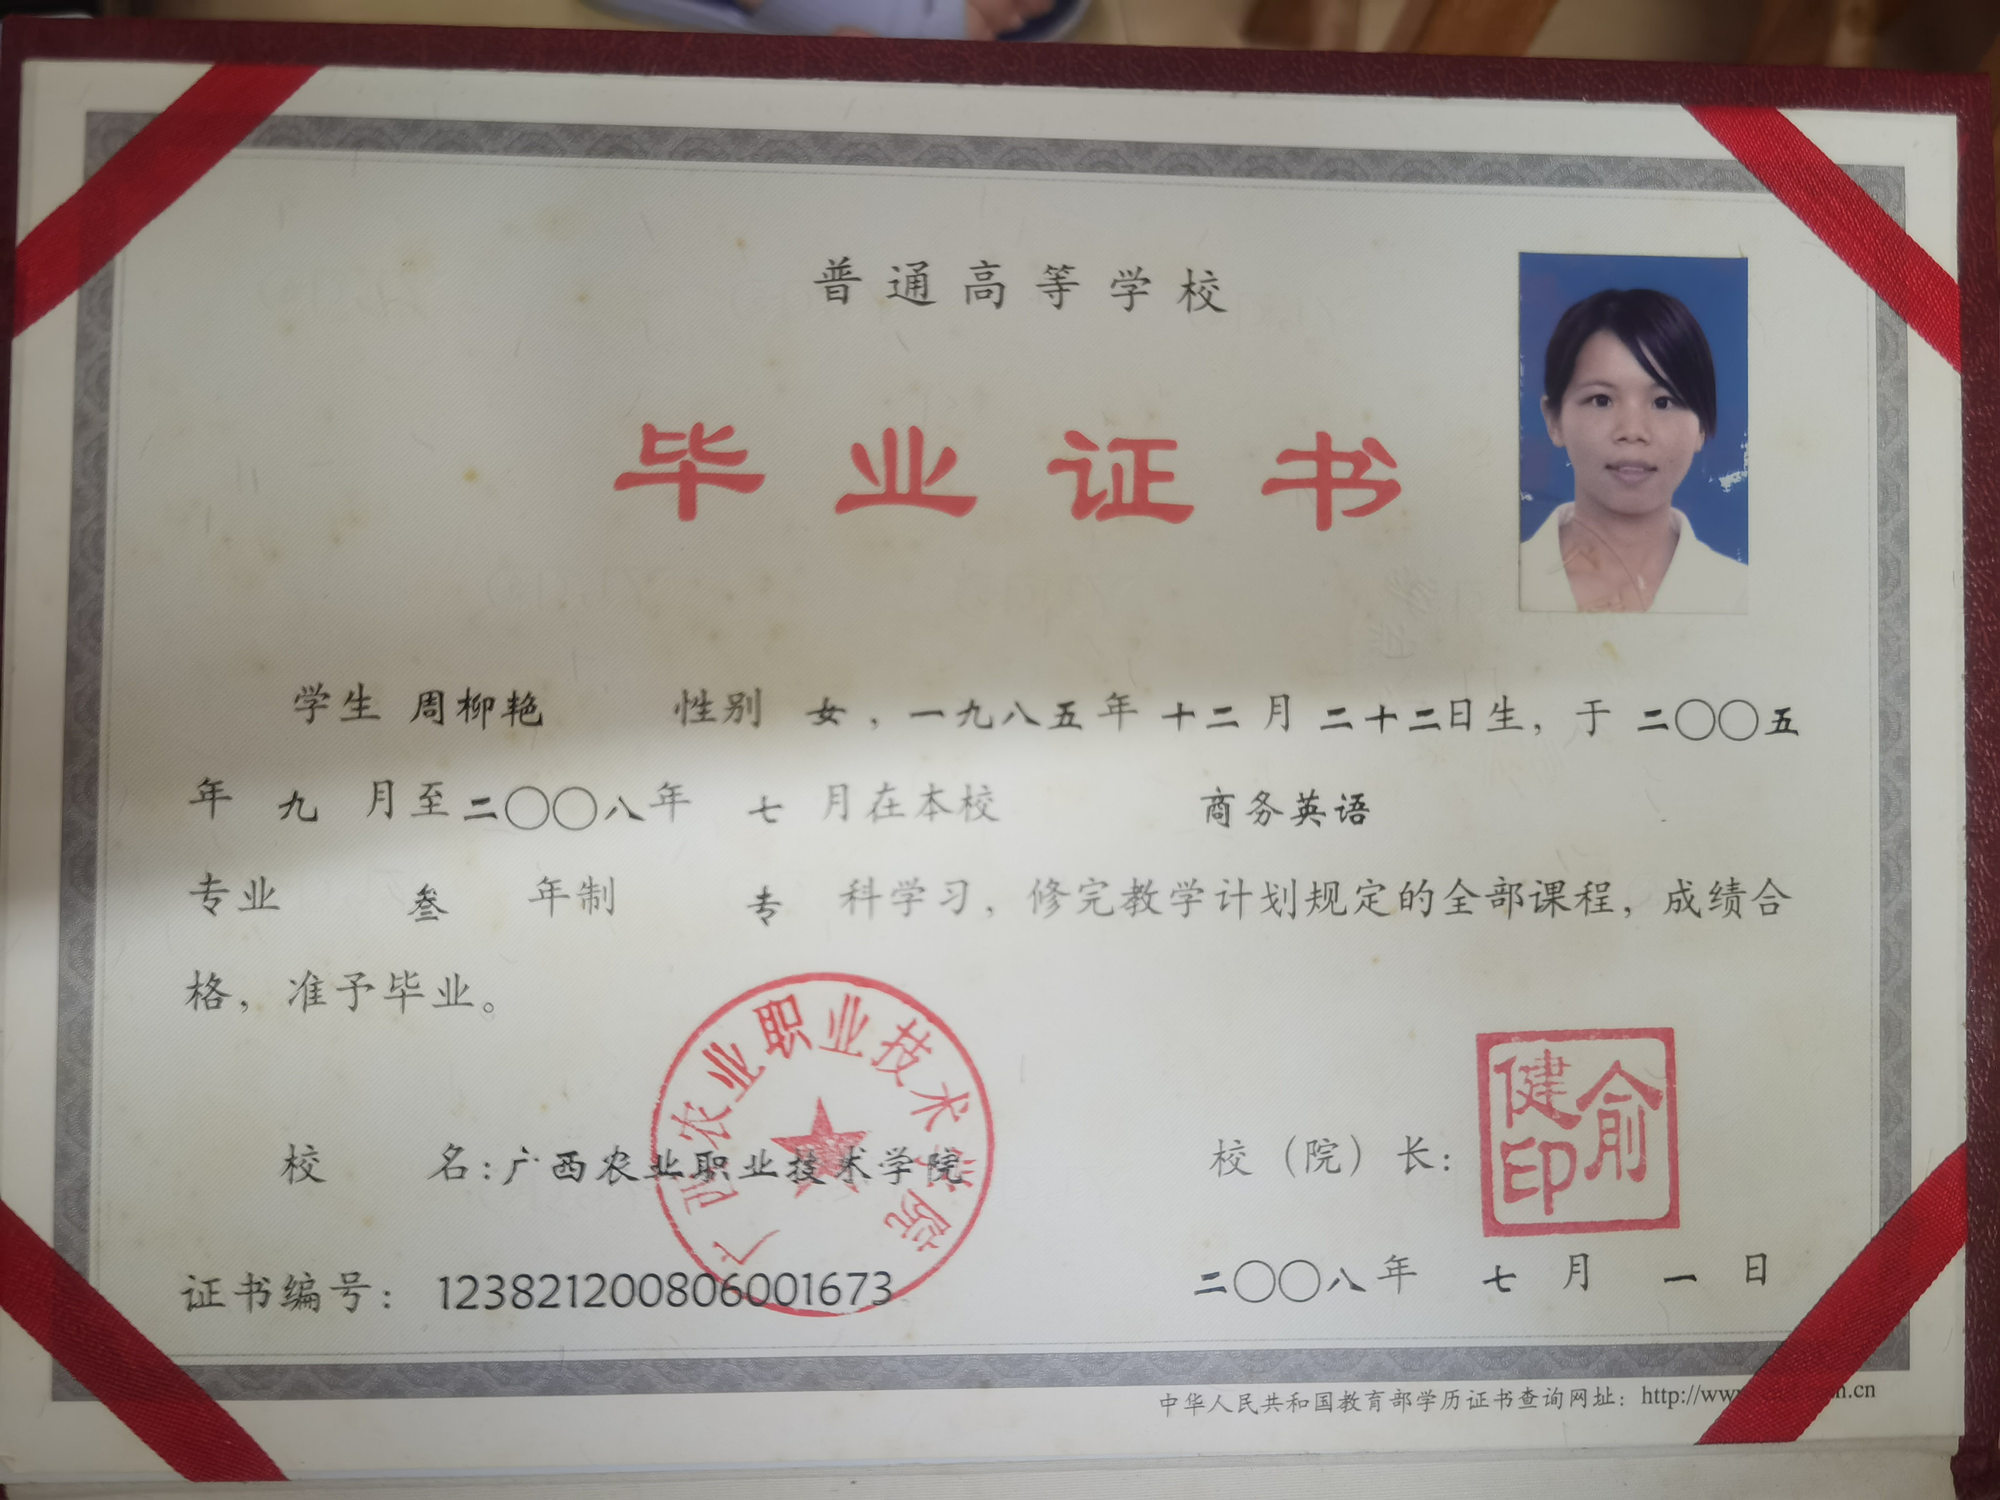 普通高等学校
毕业证书
学生 周柳艳 性别 女，一九八五年 十二 月 二十二日生，于 二〇〇五
年 九 月至二〇〇八年 七 月在本校 商务英语
专业 叁 年制 专 科学习，修完教学计划规定的全部课程，成绩合
格，准予毕业。
广西农业职业技术学院
校 名：广西农业职业技术学院
校（院）长：
俞健印
证书编号： 123821200806001673
二〇〇八年 七 月 一 日
中华人民共和国教育部学历证书查询网址：http://ww .cn